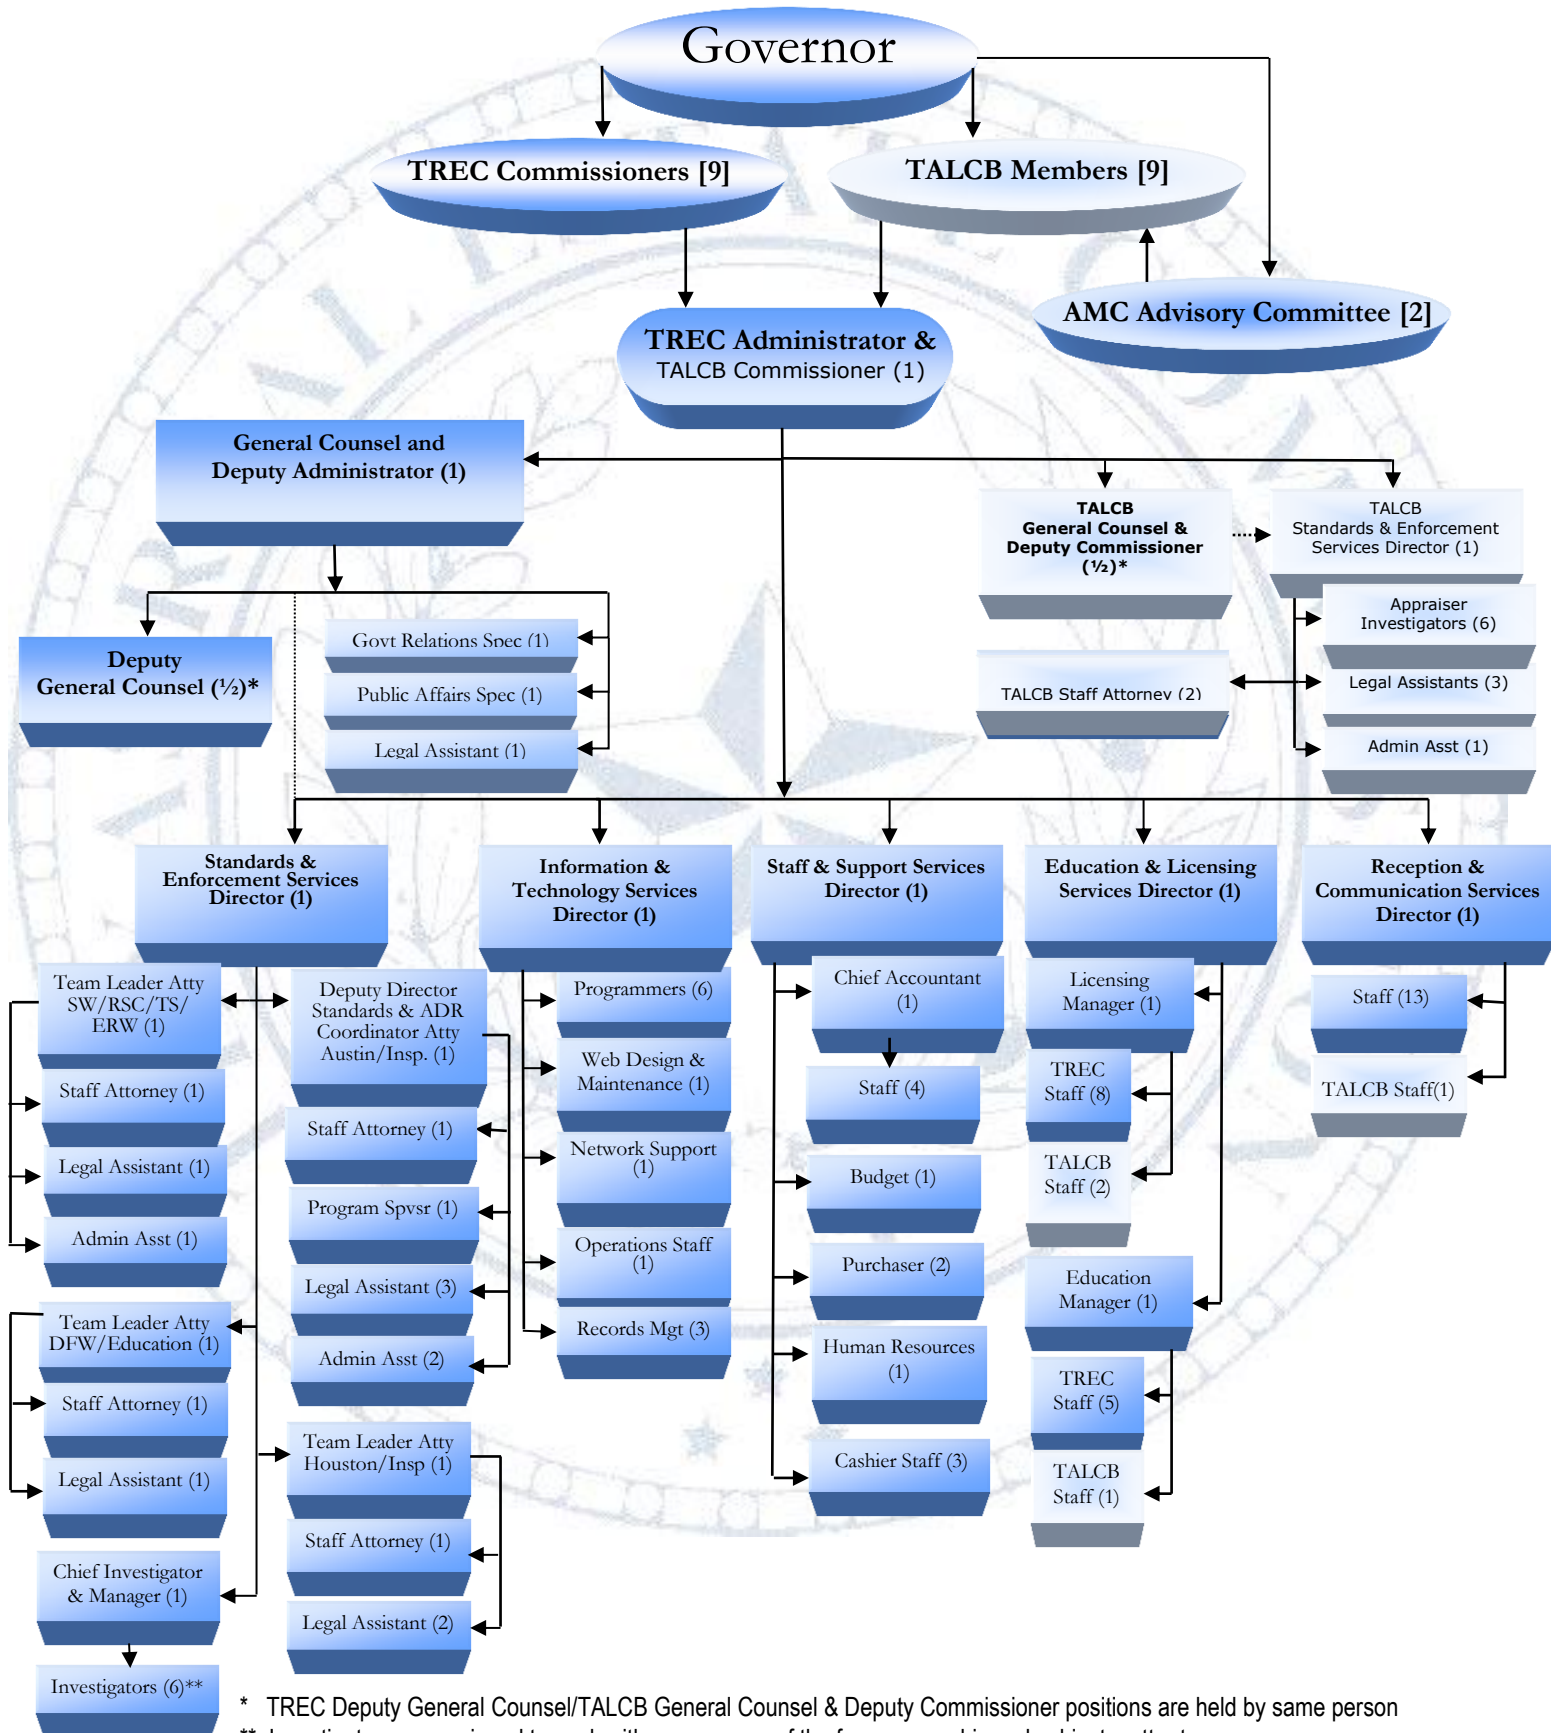 Governor
TREC Commissioners [9]
TALCB Members [9]
AMC Advisory Committee [2]
TREC Administrator &
TALCB Commissioner (1)
General Counsel and
Deputy Administrator (1)
TALCB
General Counsel &
Deputy Commissioner
(½)*
TALCB
Standards & Enforcement
Services Director (1)
Appraiser
Investigators (6)
Legal Assistants (3)
Admin Asst (1)
TALCB Staff Attorney (2)
Deputy
General Counsel (½)*
Govt Relations Spec (1)
Public Affairs Spec (1)
Legal Assistant (1)
Standards &
Enforcement Services
Director (1)
Team Leader Atty
SW/RSC/TS/
ERW (1)
Staff Attorney (1)
Legal Assistant (1)
Admin Asst (1)
Team Leader Atty
DFW/Education (1)
Staff Attorney (1)
Legal Assistant (1)
Chief Investigator
& Manager (1)
Investigators (6)**
Deputy Director
Standards & ADR
Coordinator Atty
Austin/Insp. (1)
Staff Attorney (1)
Program Spvsr (1)
Legal Assistant (3)
Admin Asst (2)
Team Leader Atty
Houston/Insp (1)
Staff Attorney (1)
Legal Assistant (2)
Information &
Technology Services
Director (1)
Programmers (6)
Web Design &
Maintenance (1)
Network Support
(1)
Operations Staff
(1)
Records Mgt (3)
Staff & Support Services
Director (1)
Chief Accountant
(1)
Staff (4)
Budget (1)
Purchaser (2)
Human Resources
(1)
Cashier Staff (3)
Education & Licensing
Services Director (1)
Licensing
Manager (1)
TREC
Staff (8)
TALCB
Staff (2)
Education
Manager (1)
TREC
Staff (5)
TALCB
Staff (1)
Reception &
Communication Services
Director (1)
Staff (13)
TALCB Staff(1)
* TREC Deputy General Counsel/TALCB General Counsel & Deputy Commissioner positions are held by same person
**